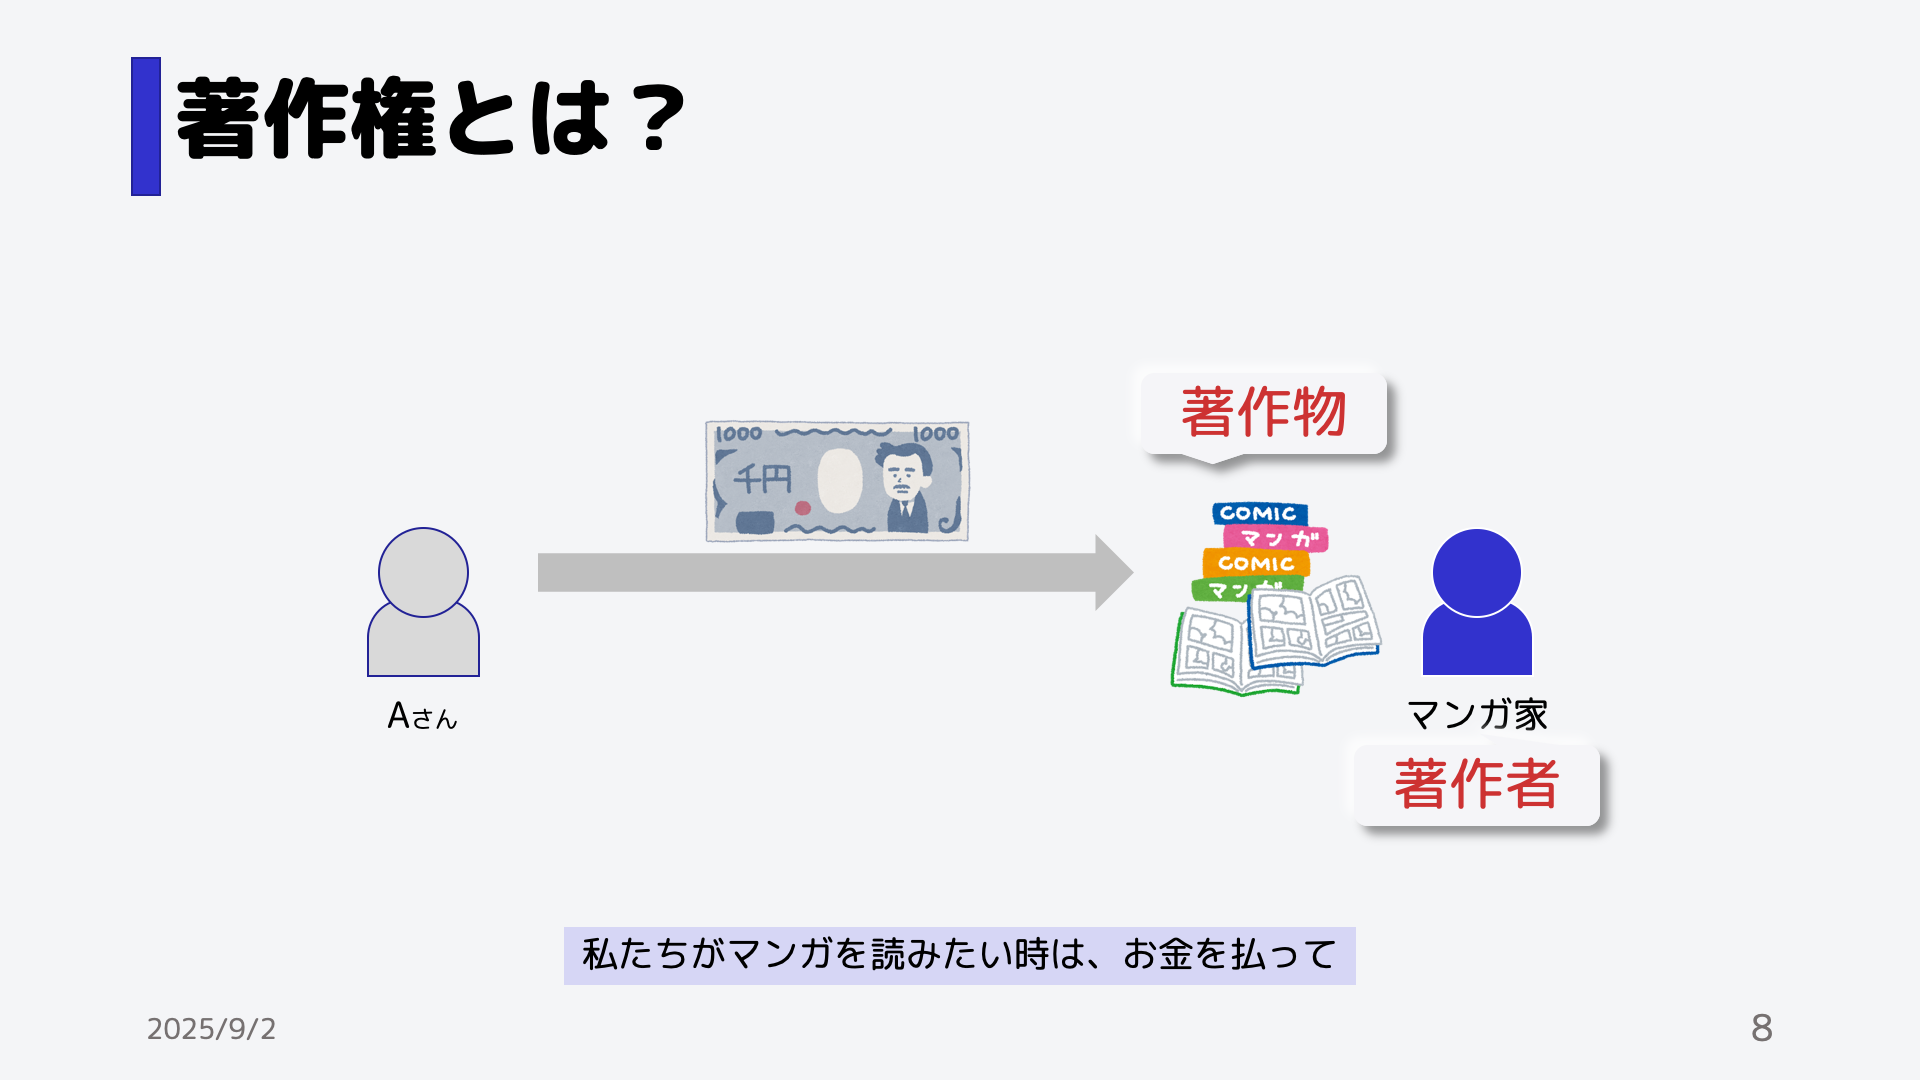 著作権とは？
著作物
1000 1000
千円
COMIC
マンガ
COMIC
マンガ
Aさん
マンガ家
著作者
私たちがマンガを読みたい時は、お金を払って
2025/9/2
8